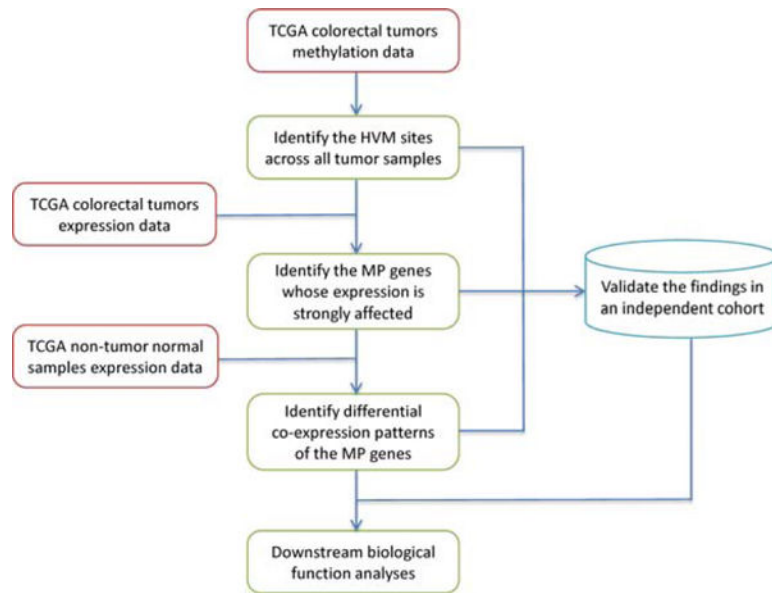 TCGA colorectal tumors
methylation data
Identify the HVM sites
across all tumor samples
TCGA colorectal tumors
expression data
Identify the MP genes
whose expression is
strongly affected
Validate the findings in
an independent cohort
TCGA non-tumor normal
samples expression data
Identify differential
co-expression patterns
of the MP genes
Downstream biological
function analyses